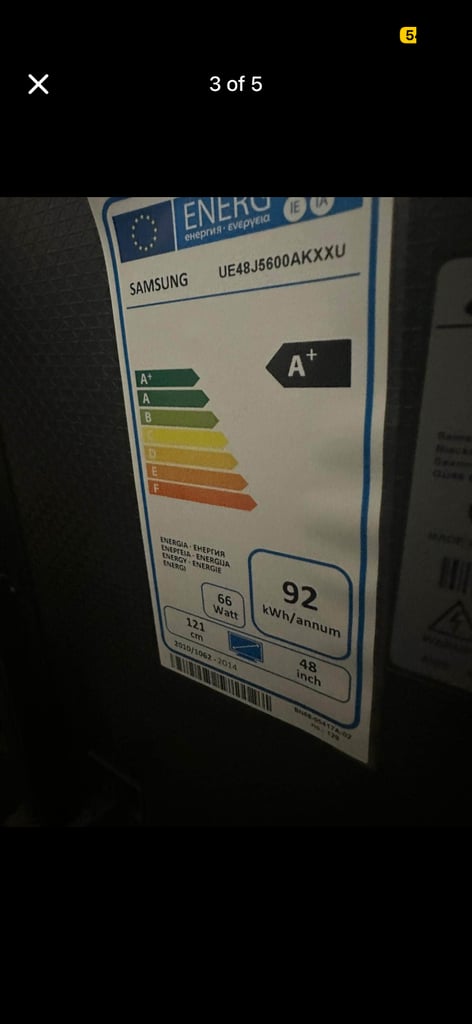 54
3 of 5
ENERG
енергия · ενεργεια
IE IA
SAMSUNG
UE48J5600AKXXU
A+
A+
A
B
C
D
E
F
ENERGIA · ЕНЕРГИЯ
ΕΝΕΡΓΕΙΑ · ENERGIJA
ENERGY · ENERGIE
ENERGI
92
kWh/annum
66
Watt
121
cm
48
inch
2010/1062 - 2014